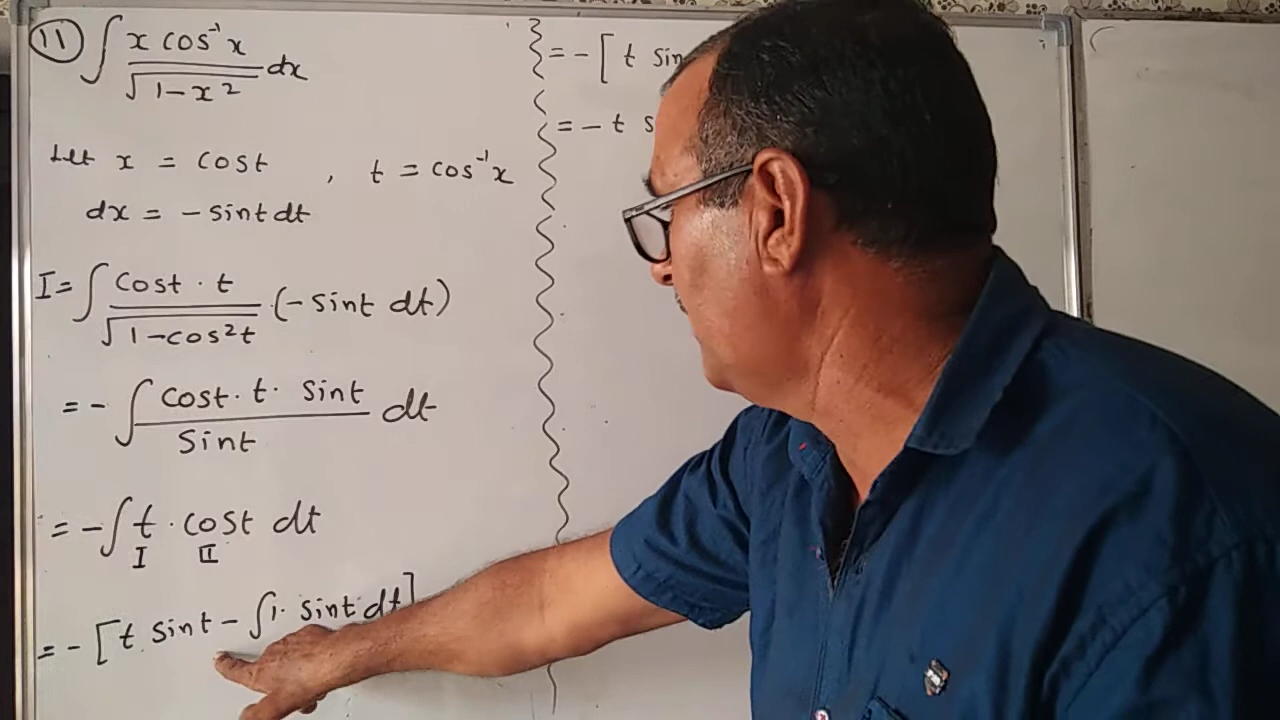 11 ∫ x cos⁻¹x / √1-x² dx
Let x = cost , t = cos⁻¹x
dx = -sint dt
I = ∫ cost · t / √1-cos²t (-sint dt)
= - ∫ cost · t · sint / sint dt
= - ∫ t · cost dt
I II
= - [t sint - ∫1· sint dt]
= - [ t sin
= - t s